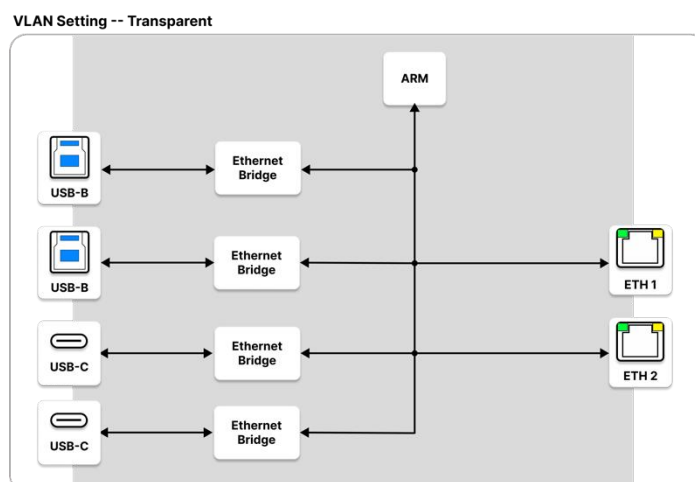 VLAN Setting -- Transparent
ARM
USB-B
Ethernet
Bridge
USB-B
Ethernet
Bridge
ETH 1
USB-C
Ethernet
Bridge
ETH 2
USB-C
Ethernet
Bridge